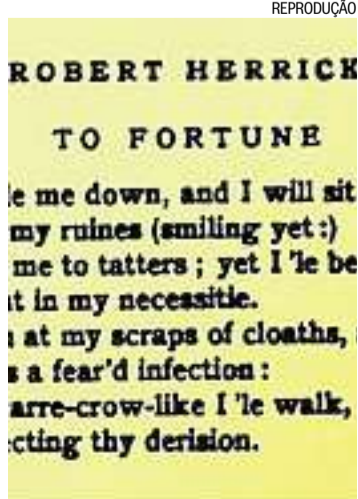 REPRODUÇÃO
ROBERT HERRICK
TO FORTUNE
le me down, and I will sit
my ruines (smiling yet:)
me to tatters; yet I 'le be
t in my necessitie.
at my scraps of cloaths,
s a fear'd infection:
arre-crow-like I 'le walk,
cting thy derision.